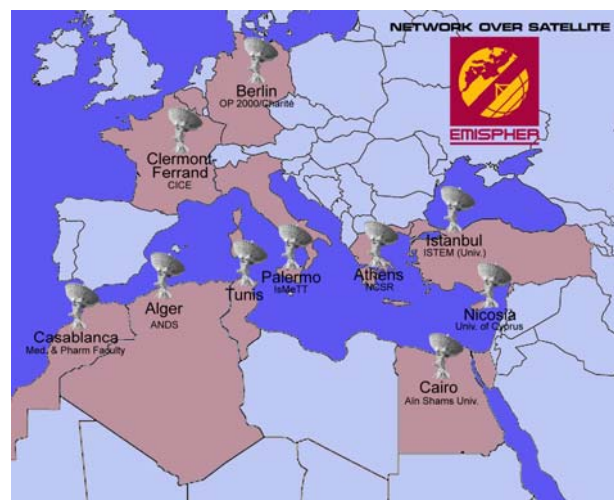 NETWORK OVER SATELLITE
EMISPHER
Berlin
OP 2000/Charité
Clermont-
Ferrand
CICE
Istanbul
ISTEM (Univ.)
Palermo
IsMeTT
Athens
NCSR
Tunis
Alger
ANDS
Nicosia
Univ. of Cyprus
Casablanca
Med. & Pharm Faculty
Cairo
Ain Shams Univ.